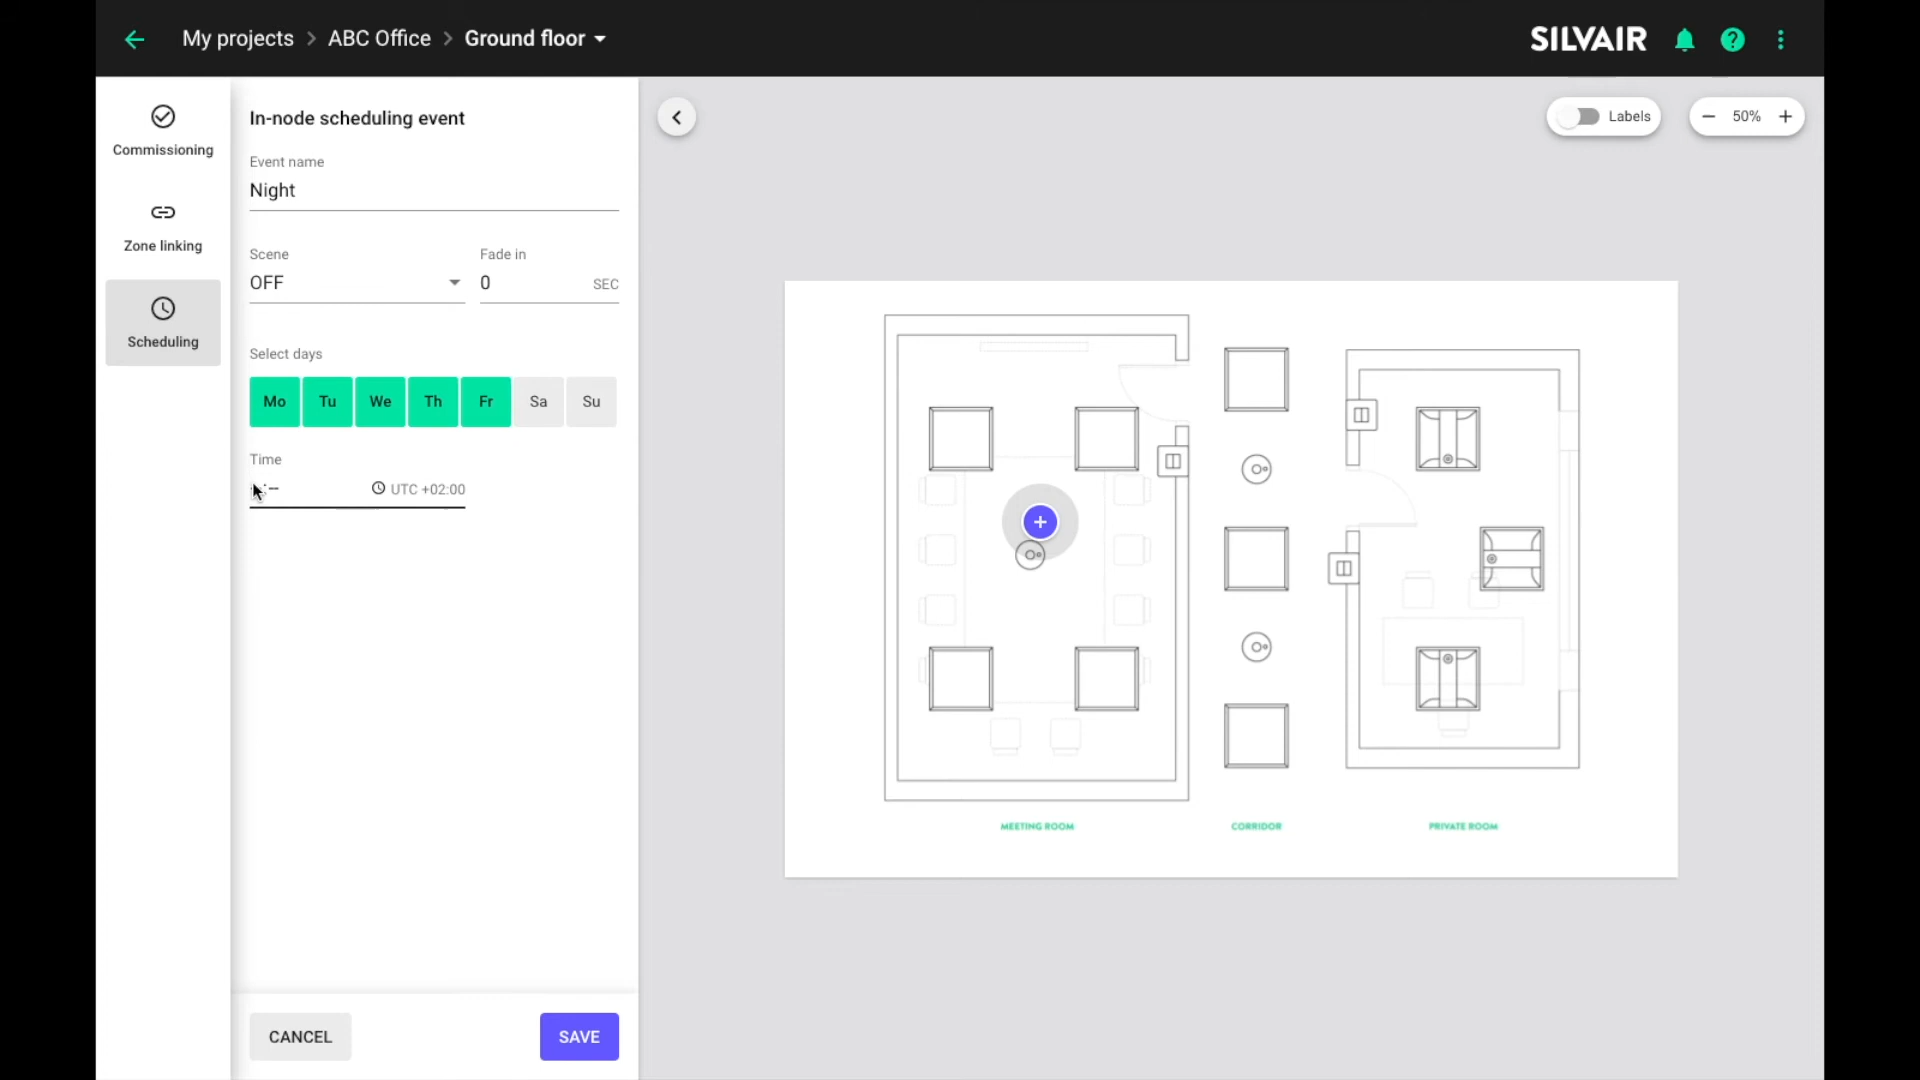 My projects > ABC Office > Ground floor
SILVAIR
Commissioning
Zone linking
Scheduling
In-node scheduling event
Event name
Night
Scene
Fade in
OFF
0
SEC
Select days
Mo Tu We Th Fr Sa Su
Time
UTC +02:00
CANCEL
SAVE
Labels
50%
MEETING ROOM
CORRIDOR
PRIVATE ROOM